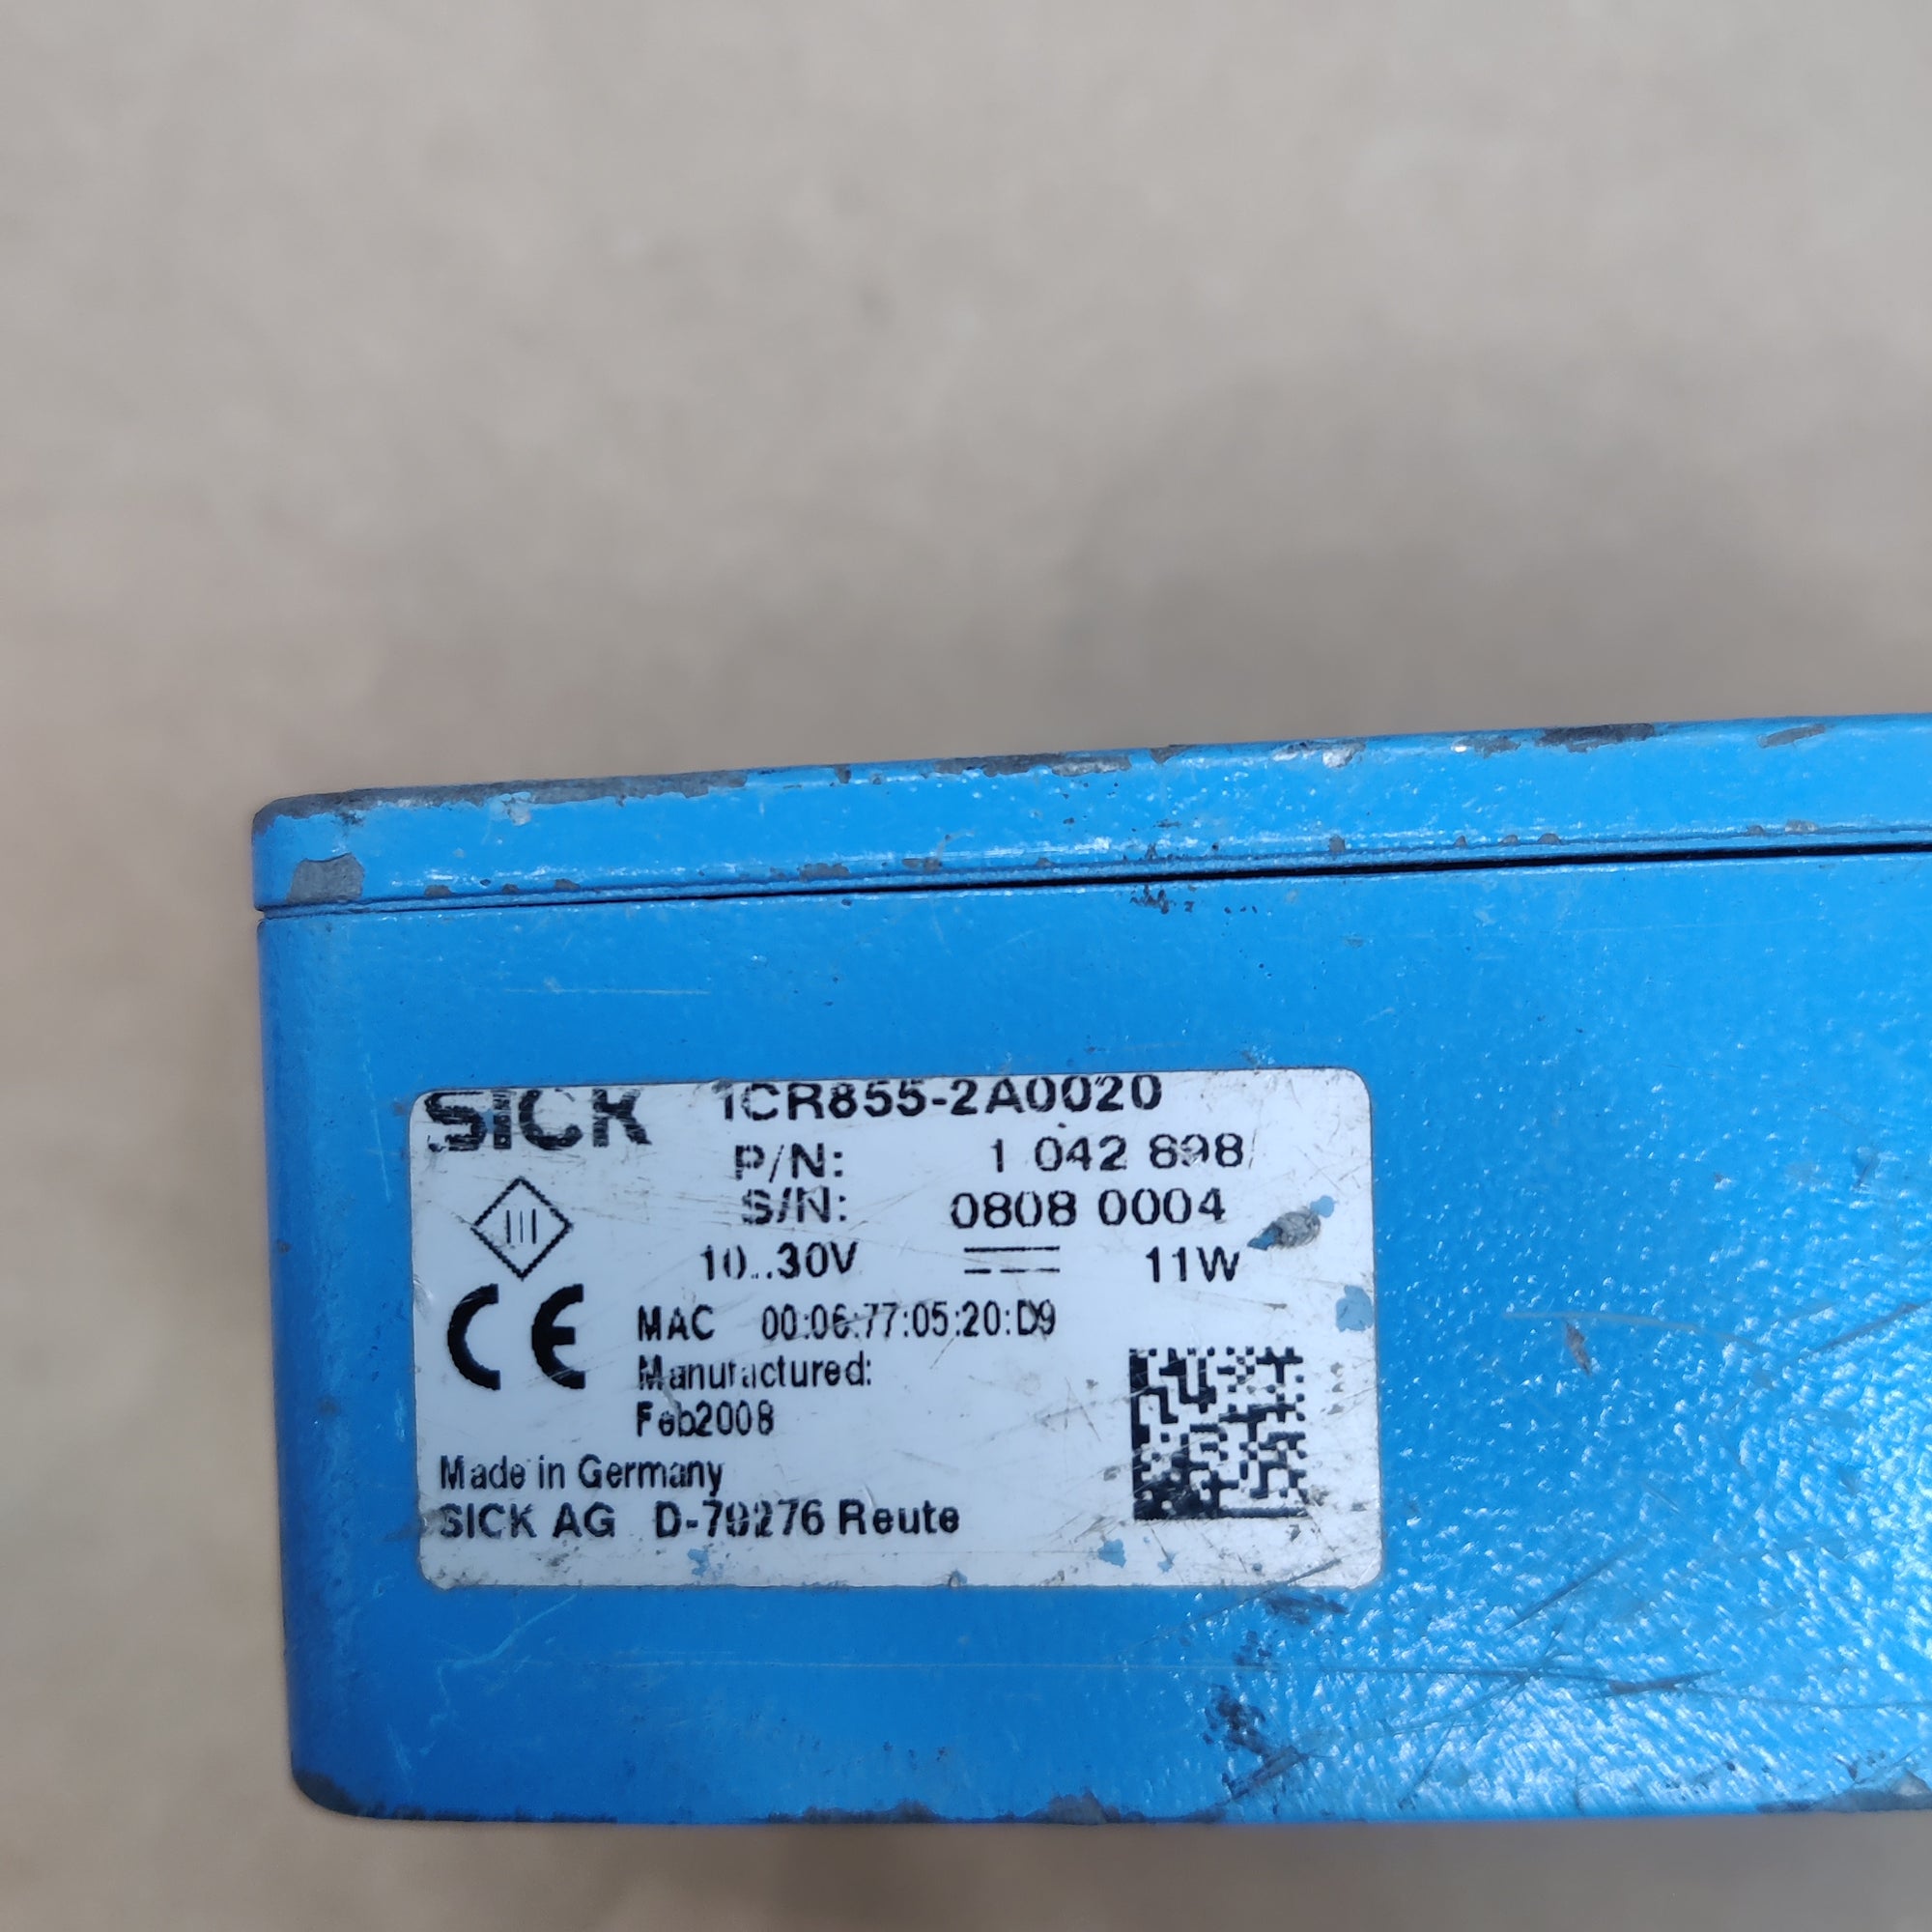 SICK ICR855-2A0020
P/N: 1 042 898
S/N: 0808 0004
10...30V 11W
CE
MAC 00:06:77:05:20:D9
Manufactured:
Feb2008
Made in Germany
SICK AG D-79276 Reute